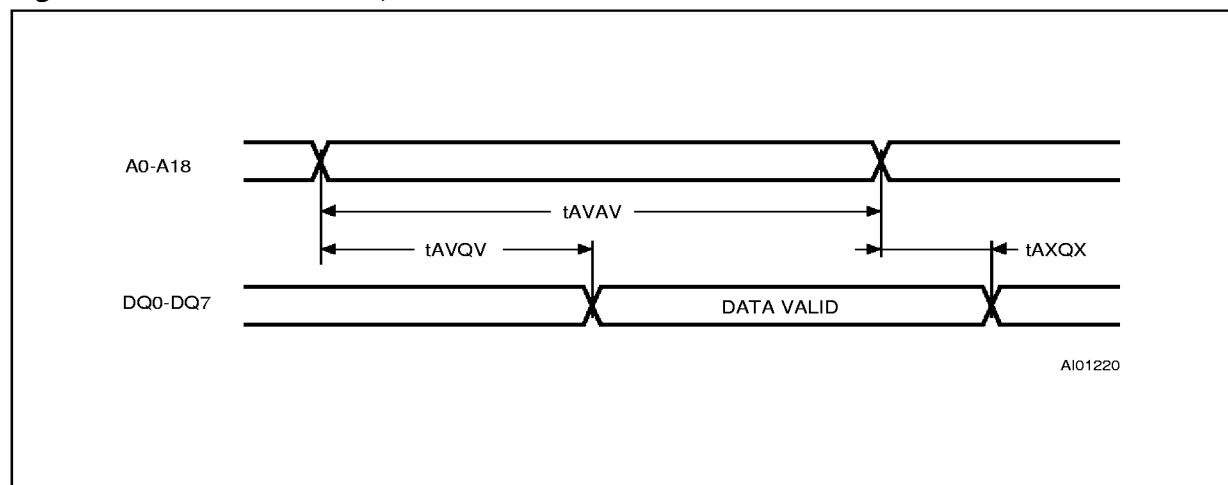 A0-A18
tAVAV
tAVQV
tAXQX
DQ0-DQ7
DATA VALID
AI01220